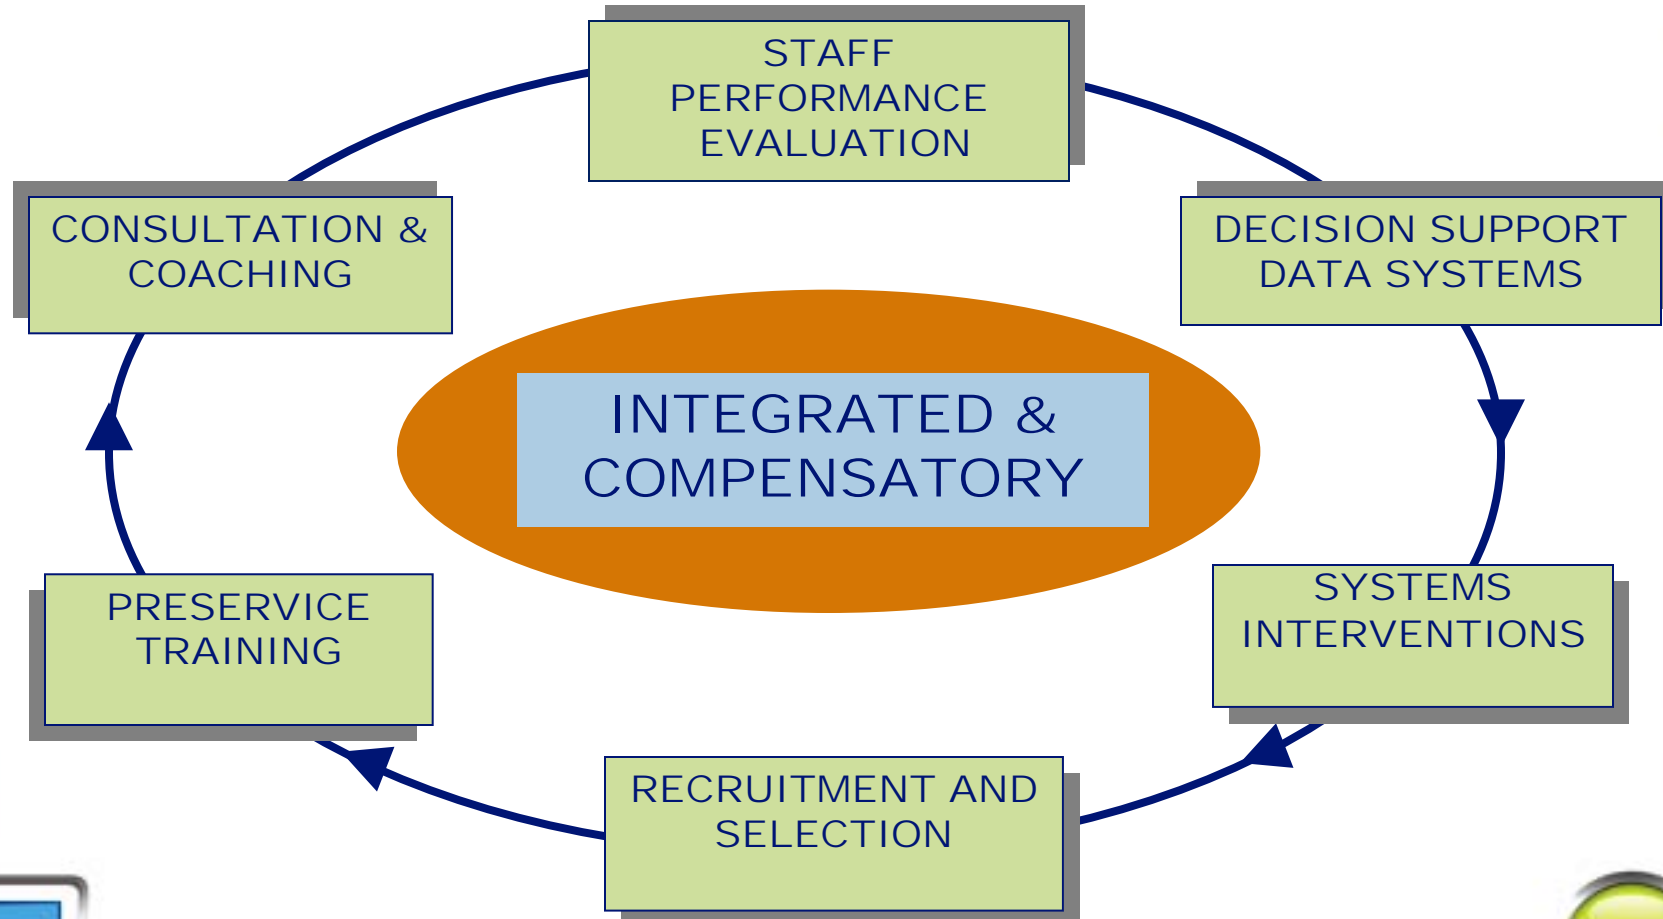 STAFF
PERFORMANCE
EVALUATION
CONSULTATION &
COACHING
DECISION SUPPORT
DATA SYSTEMS
INTEGRATED &
COMPENSATORY
PRESERVICE
TRAINING
SYSTEMS
INTERVENTIONS
RECRUITMENT AND
SELECTION